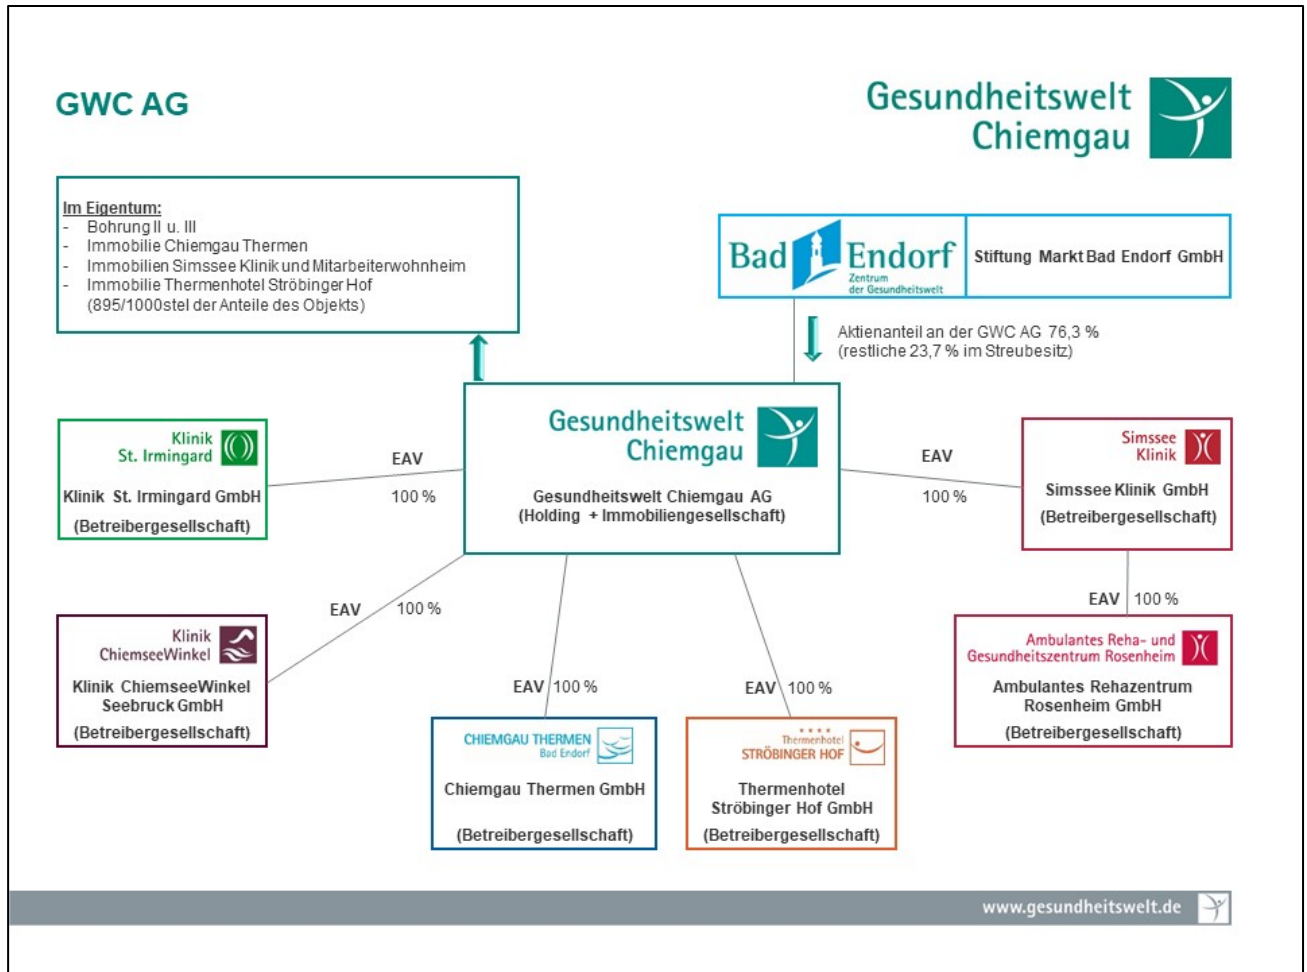 GWC AG
Gesundheitswelt
Chiemgau
Im Eigentum:
- Bohrung II u. III
- Immobilie Chiemgau Thermen
- Immobilien Simssee Klinik und Mitarbeiterwohnheim
- Immobilie Thermenhotel Ströbinger Hof
(895/1000stel der Anteile des Objekts)
Bad Endorf
Zentrum
der Gesundheitswelt
Stiftung Markt Bad Endorf GmbH
Aktienanteil an der GWC AG 76,3 %
(restliche 23,7 % im Streubesitz)
Klinik
St. Irmingard
Klinik St. Irmingard GmbH
(Betreibergesellschaft)
EAV
100 %
Gesundheitswelt
Chiemgau
Gesundheitswelt Chiemgau AG
(Holding + Immobiliengesellschaft)
EAV
100 %
Simssee
Klinik
Simssee Klinik GmbH
(Betreibergesellschaft)
Klinik
ChiemseeWinkel
Klinik ChiemseeWinkel
Seebruck GmbH
(Betreibergesellschaft)
EAV 100 %
EAV 100 %
Ambulantes Reha- und
Gesundheitszentrum Rosenheim
Ambulantes Rehazentrum
Rosenheim GmbH
(Betreibergesellschaft)
EAV 100 %
CHIEMGAU THERMEN
Bad Endorf
Chiemgau Thermen GmbH
(Betreibergesellschaft)
EAV 100 %
Thermenhotel
STRÖBINGER HOF
Thermenhotel
Ströbinger Hof GmbH
(Betreibergesellschaft)
www.gesundheitswelt.de